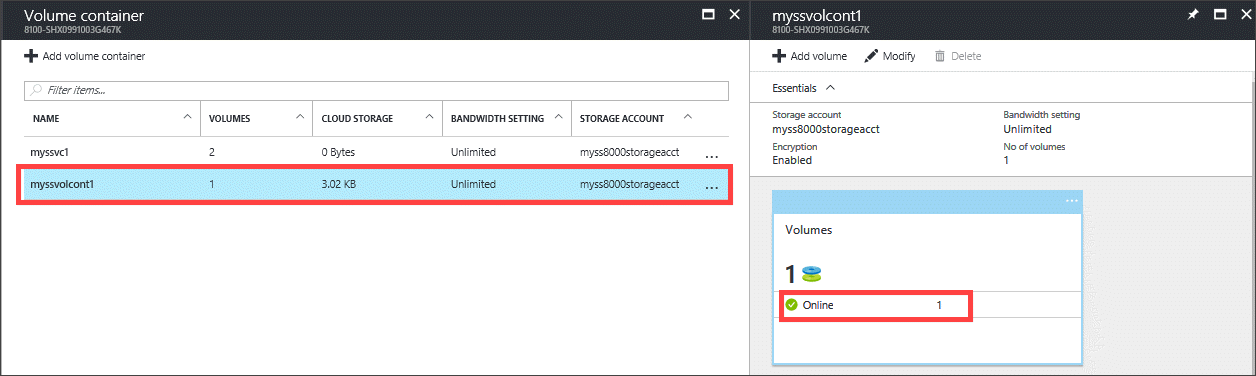 Volume container
8100-SHX0991003G467K
Add volume container
Filter items...
NAME VOLUMES CLOUD STORAGE BANDWIDTH SETTING STORAGE ACCOUNT
myssvc1 2 0 Bytes Unlimited myss8000storageacct ...
myssvolcont1 1 3.02 KB Unlimited myss8000storageacct ...
myssvolcont1
8100-SHX0991003G467K
Add volume Modify Delete
Essentials
Storage account Bandwidth setting
myss8000storageacct Unlimited
Encryption No of volumes
Enabled 1
...
Volumes
1
Online 1